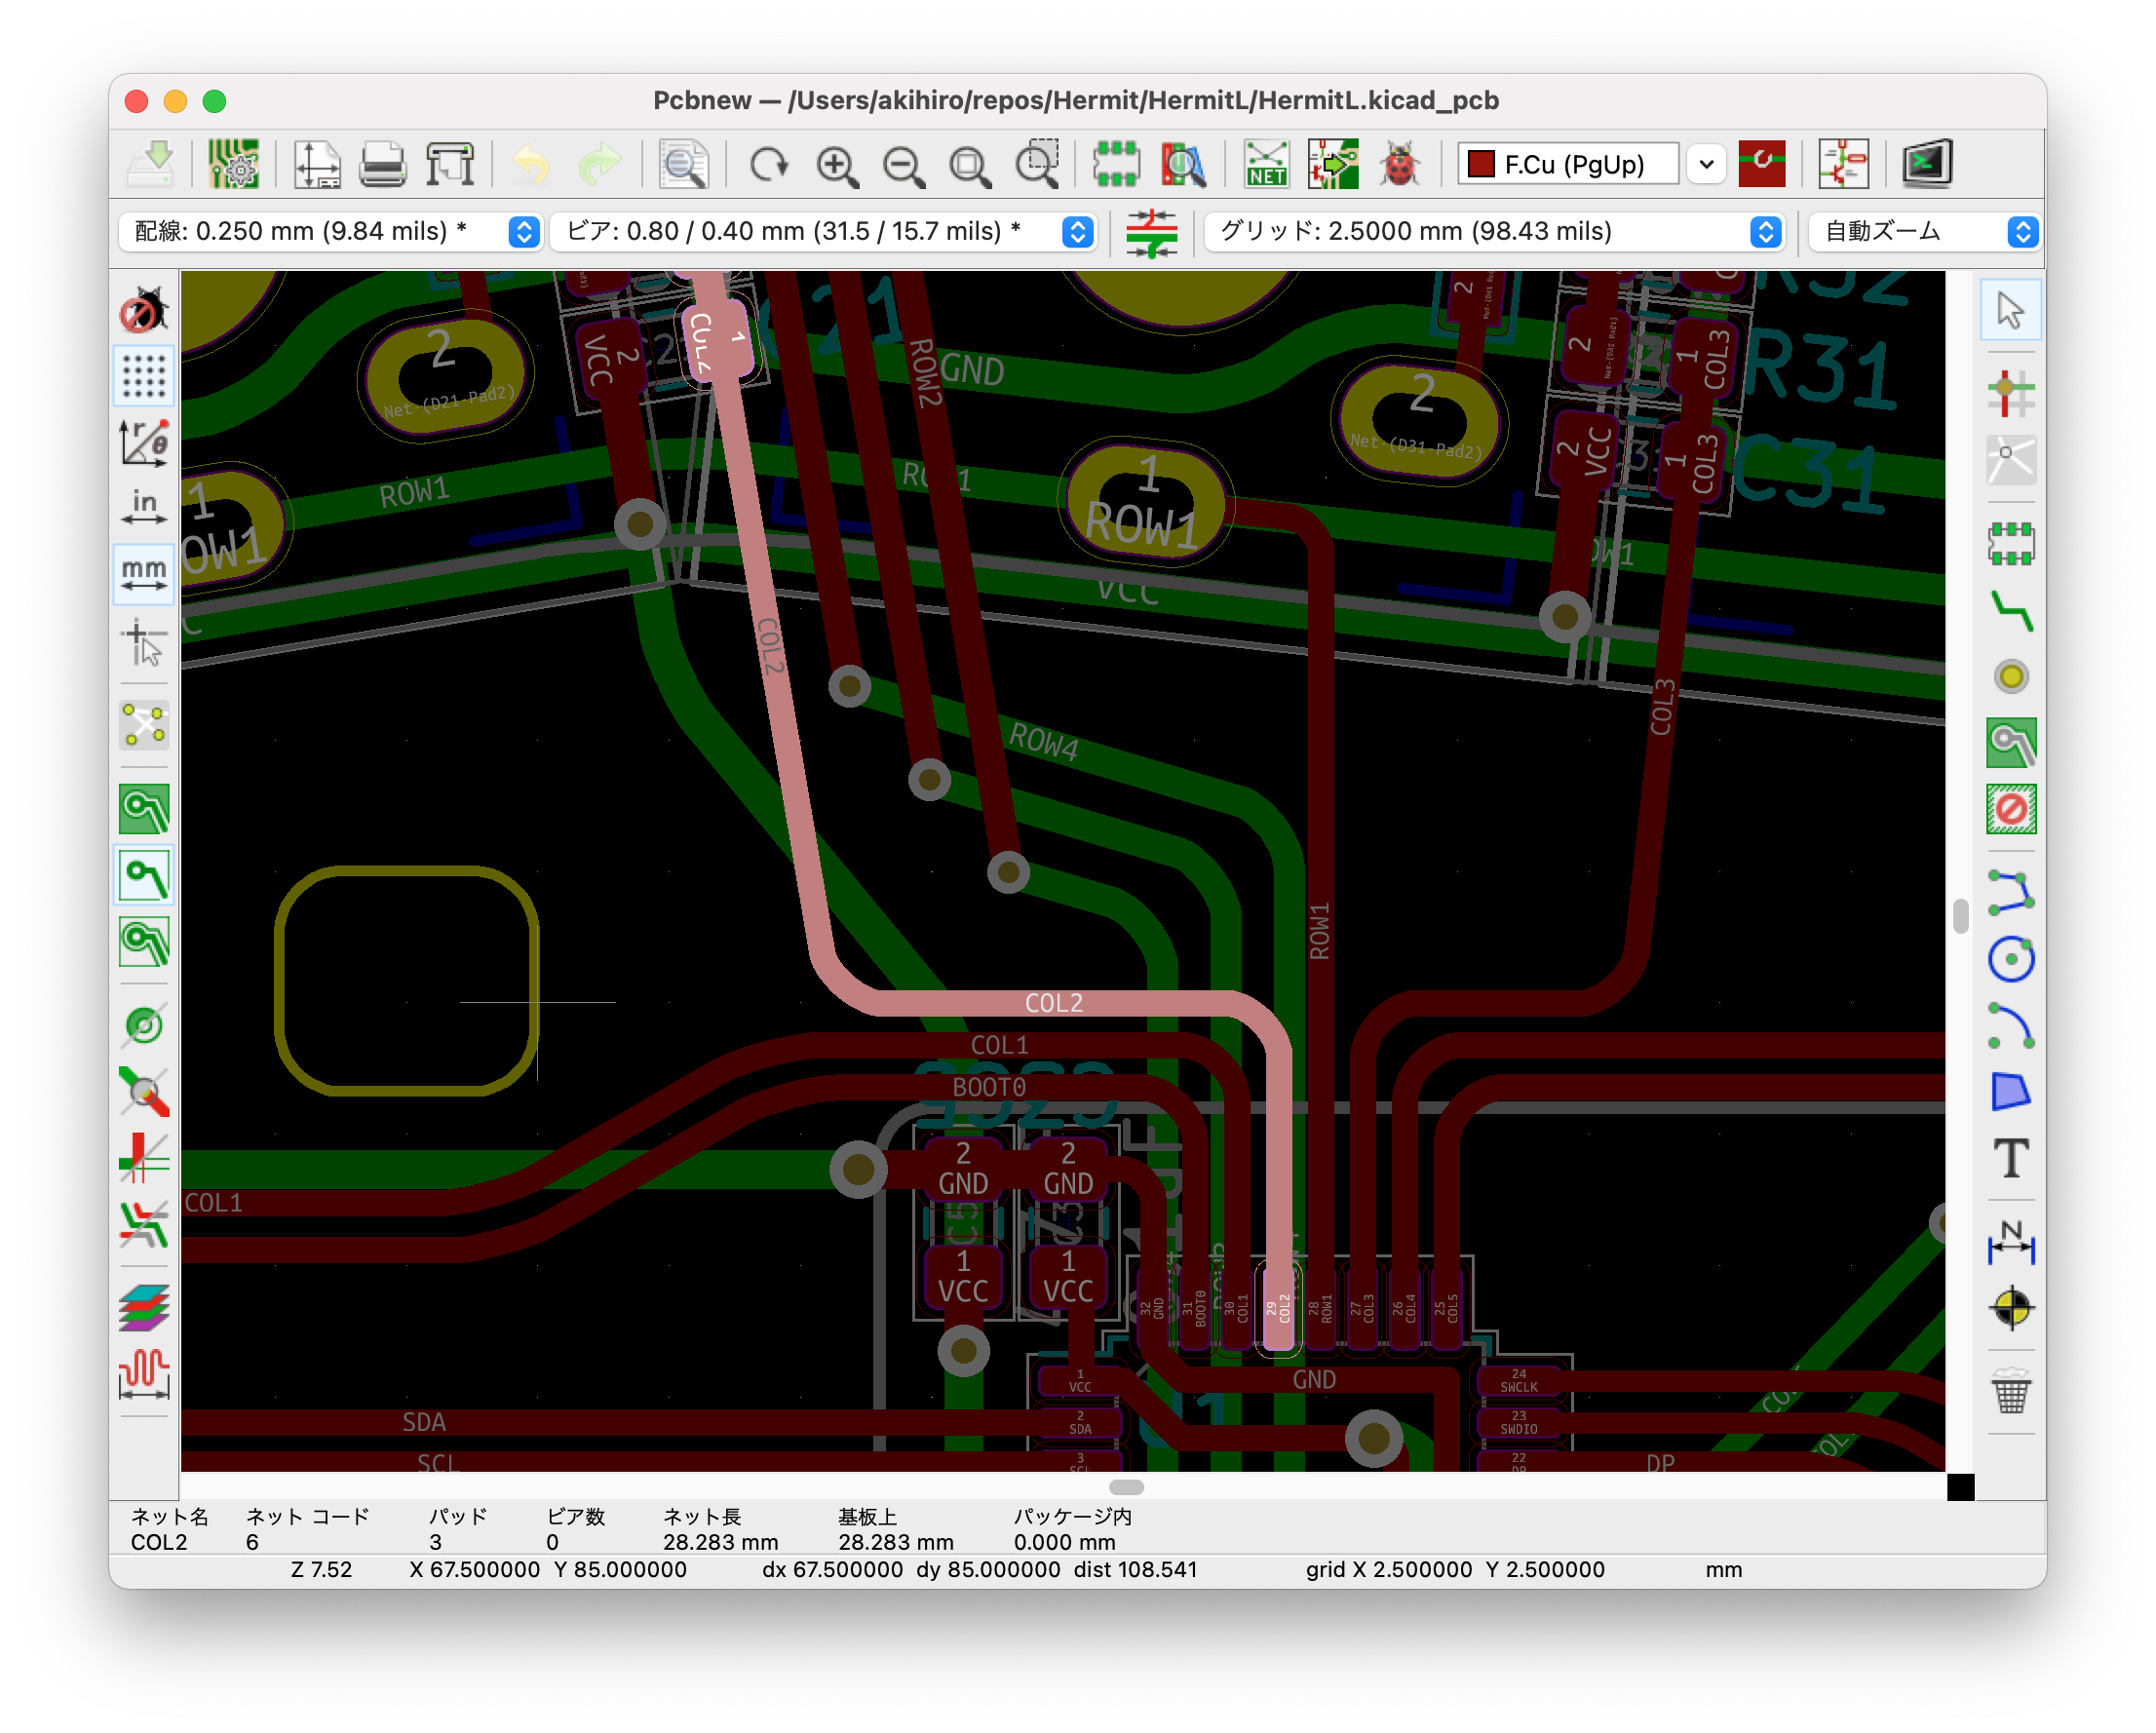 Pcbnew — /Users/akihiro/repos/Hermit/HermitL/HermitL.kicad_pcb
NET
F.Cu (PgUp)
配線: 0.250 mm (9.84 mils) *
ビア: 0.80 / 0.40 mm (31.5 / 15.7 mils) *
グリッド: 2.5000 mm (98.43 mils)
自動ズーム
in
mm
C21
R32
R31
C31
2
Net-(D21-Pad2)
2
VCC
1
ROW2
GND
2
Net-(D31-Pad2)
2
1
COL3
2
VCC
1
COL3
1
OW1
ROW1
1
ROW1
VCC
COL2
ROW4
COL3
ROW1
COL2
COL1
BOOT0
COL1
2
GND
2
GND
C5
1
VCC
1
VCC
32
GND
31
BOOT0
30
COL1
29
COL2
28
ROW1
27
COL3
26
COL4
25
COL5
1
VCC
GND
24
SWCLK
SDA
2
SDA
23
SWDIO
SCL
3
22
DP
ネット名
ネット コード
パッド
ビア数
ネット長
基板上
パッケージ内
COL2
6
3
0
28.283 mm
28.283 mm
0.000 mm
Z 7.52
X 67.500000 Y 85.000000
dx 67.500000 dy 85.000000 dist 108.541
grid X 2.500000 Y 2.500000
mm